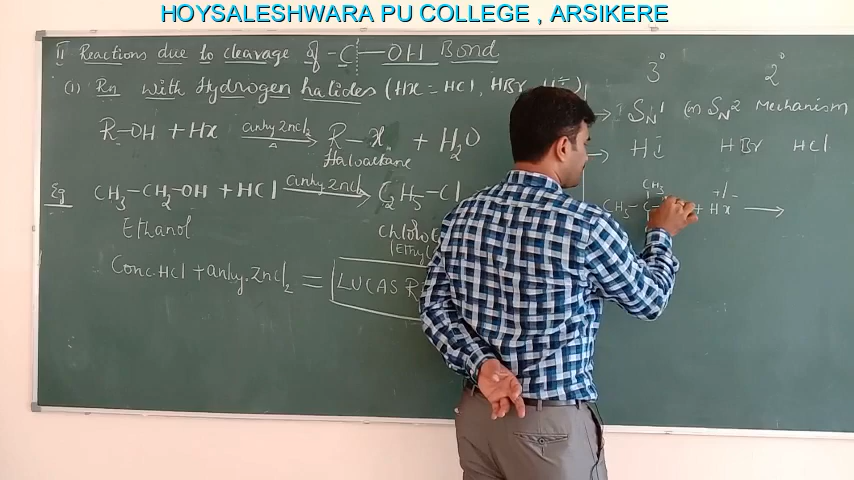 HOYSALESHWARA PU COLLEGE , ARSIKERE
II Reactions due to cleavage of -C-OH Bond
(1) Rn with Hydrogen halides (HX = HCl, HBr, HI)
R-OH + HX anhy ZnCl2 Δ → R-X + H2O
Haloalkane
Eg CH3-CH2-OH + HCl anhy ZnCl2 → C2H5-Cl
Ethanol
Conc. HCl + anhy. ZnCl2 = LUCAS
3° 2°
→ SN1 (or) SN2 Mechanism
→ HI HBr HCl
CH3
CH3 - C - + HX →